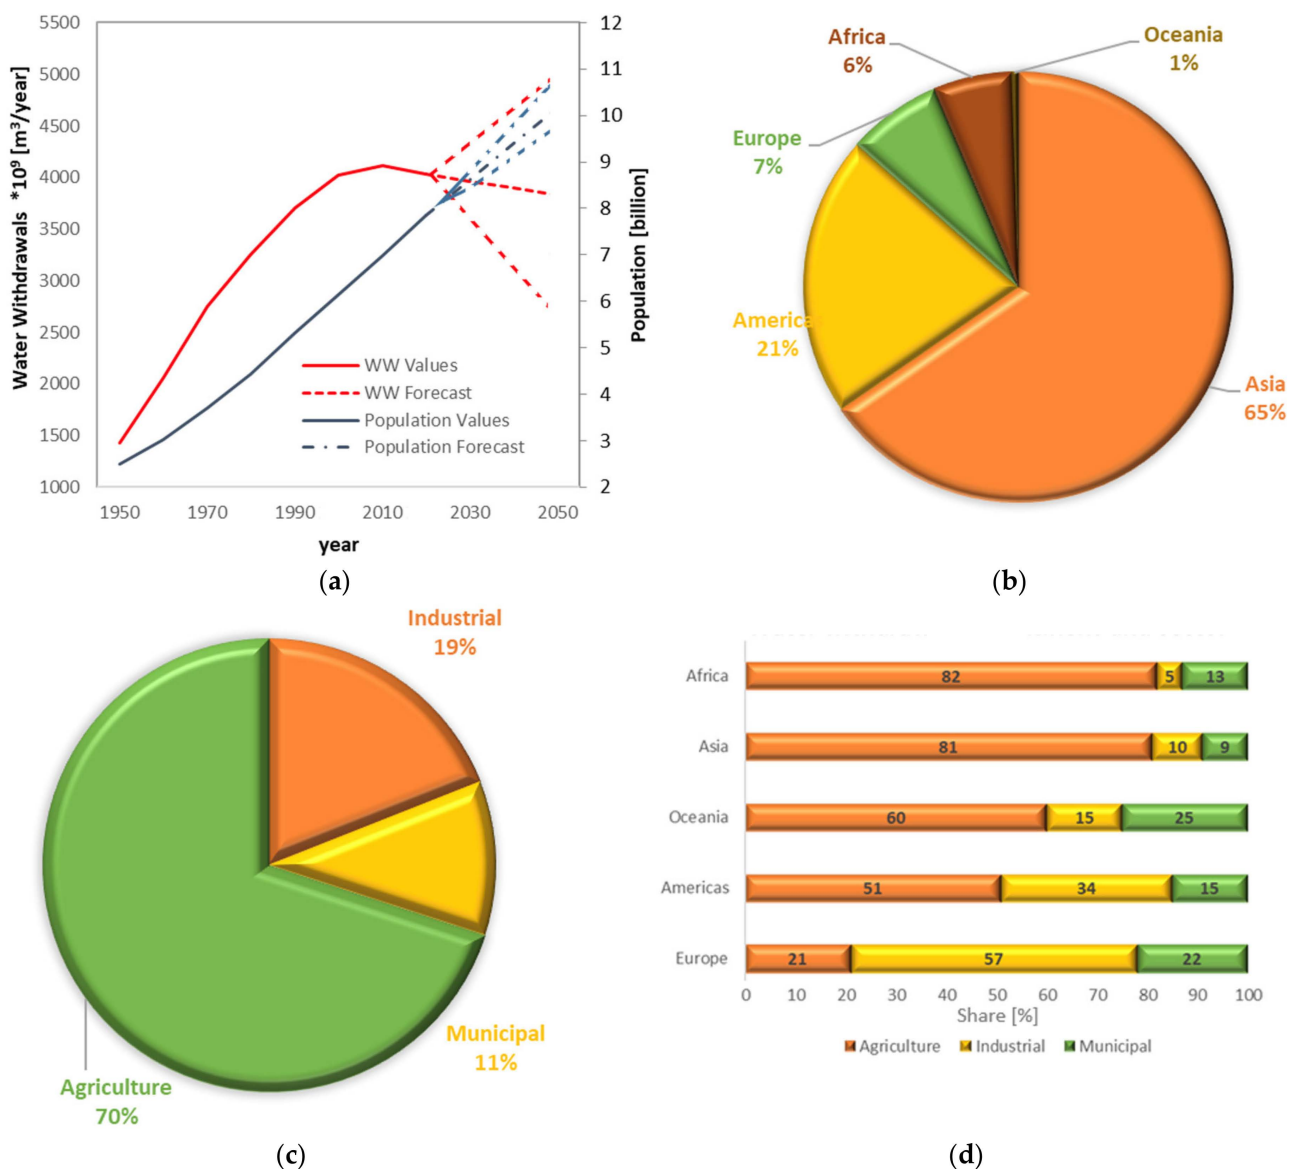 5500
5000
4500
4000
3500
3000
2500
2000
1500
1000
Water Withdrawals *10⁹ [m³/year]
12
11
10
9
8
7
6
5
4
3
2
Population [billion]
WW Values
WW Forecast
Population Values
Population Forecast
1950 1970 1990 2010 2030 2050
year
(a)
Africa
6%
Oceania
1%
Europe
7%
Americas
21%
Asia
65%
(b)
Industrial
19%
Municipal
11%
Agriculture
70%
(c)
Africa 82 5 13
Asia 81 10 9
Oceania 60 15 25
Americas 51 34 15
Europe 21 57 22
0 10 20 30 40 50 60 70 80 90 100
Share [%]
Agriculture Industrial Municipal
(d)